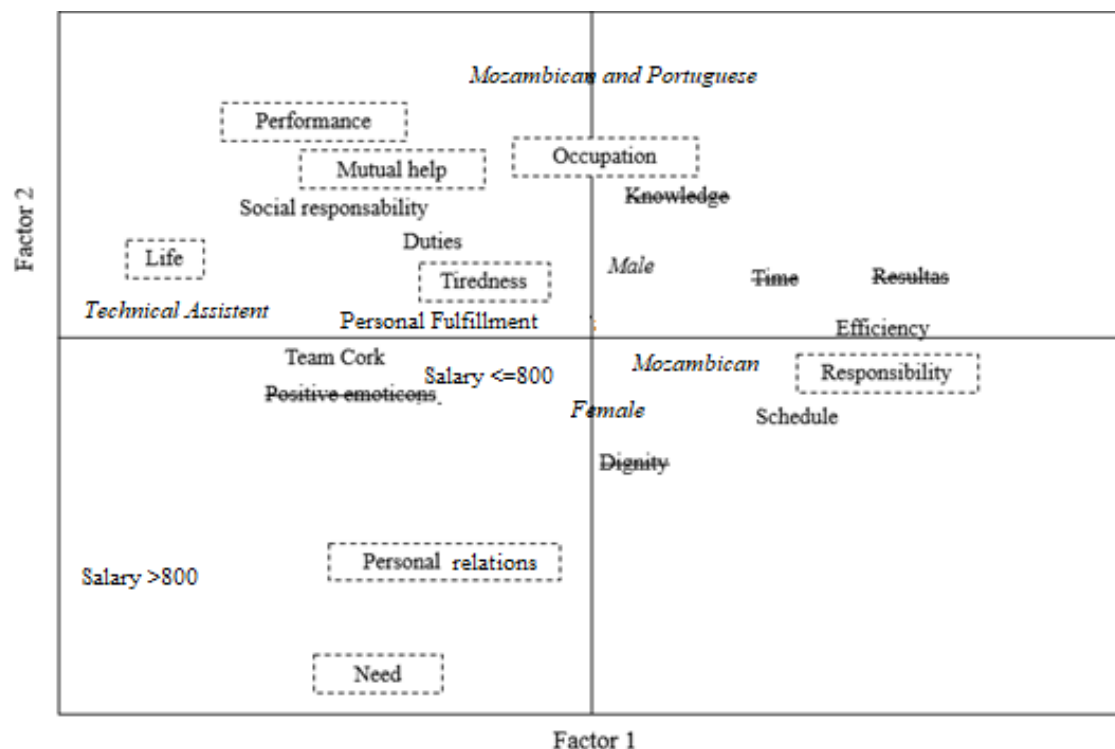 Mozambican and Portuguese
Performance
Occupation
Mutual help
Knowledge
Social responsability
Duties
Life
Male
Tiredness
Time
Resultas
Technical Assistent
Personal Fulfillment
Efficiency
Factor 2
Team Cork
Mozambican
Salary <=800
Responsibility
Positive emoticons
Female
Schedule
Dignity
Personal relations
Salary >800
Need
Factor 1